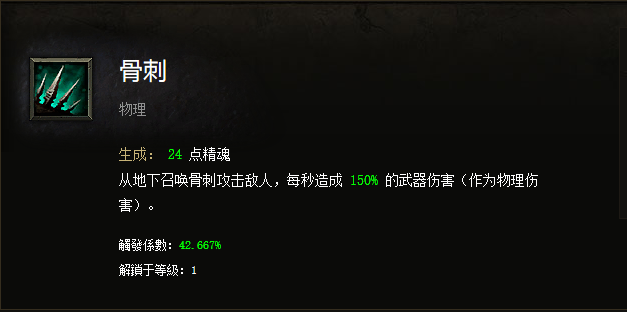 骨刺
物理
生成： 24 点精魂
从地下召唤骨刺攻击敌人，每秒造成 150% 的武器伤害（作为物理伤
害）。
觸發係數：42.667%
解鎖于等級：1